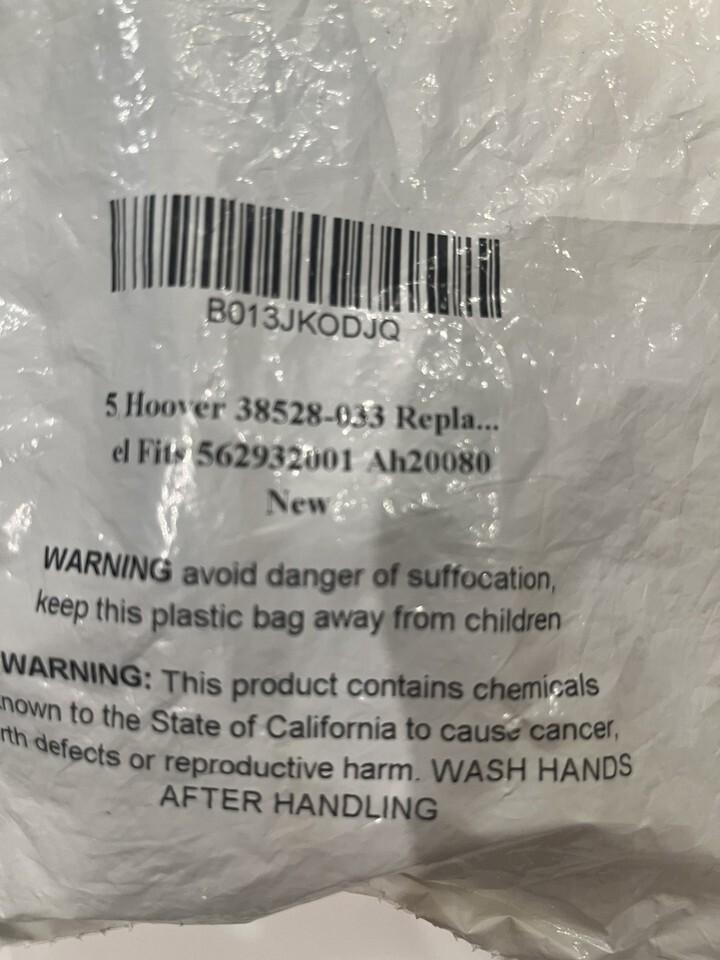 B013JKODJQ
5 Hoover 38528-033 Repla...
el Fits 562932001 Ah20080
New
WARNING avoid danger of suffocation,
keep this plastic bag away from children
WARNING: This product contains chemicals
nown to the State of California to cause cancer,
rth defects or reproductive harm. WASH HANDS
AFTER HANDLING